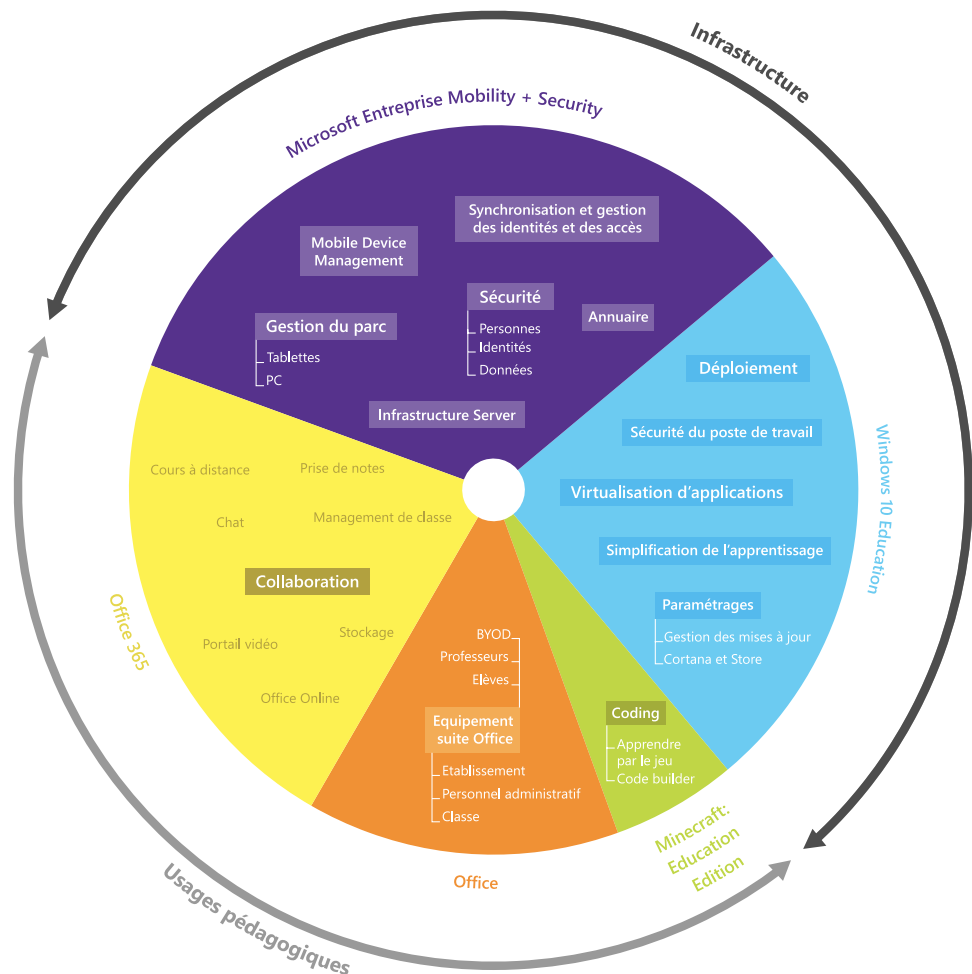 Infrastructure
Microsoft Entreprise Mobility + Security
Synchronisation et gestion
des identités et des accès
Mobile Device
Management
Sécurité
Personnes
Identités
Données
Annuaire
Gestion du parc
Tablettes
PC
Infrastructure Server
Déploiement
Sécurité du poste de travail
Virtualisation d'applications
Simplification de l'apprentissage
Paramétrages
Gestion des mises à jour
Cortana et Store
Windows 10 Education
Cours à distance
Prise de notes
Chat
Management de classe
Collaboration
Stockage
Portail vidéo
Office Online
Office 365
BYOD
Professeurs
Elèves
Equipement
suite Office
Etablissement
Personnel administratif
Classe
Office
Coding
Apprendre
par le jeu
Code builder
Minecraft:
Education
Edition
Usages pédagogiques